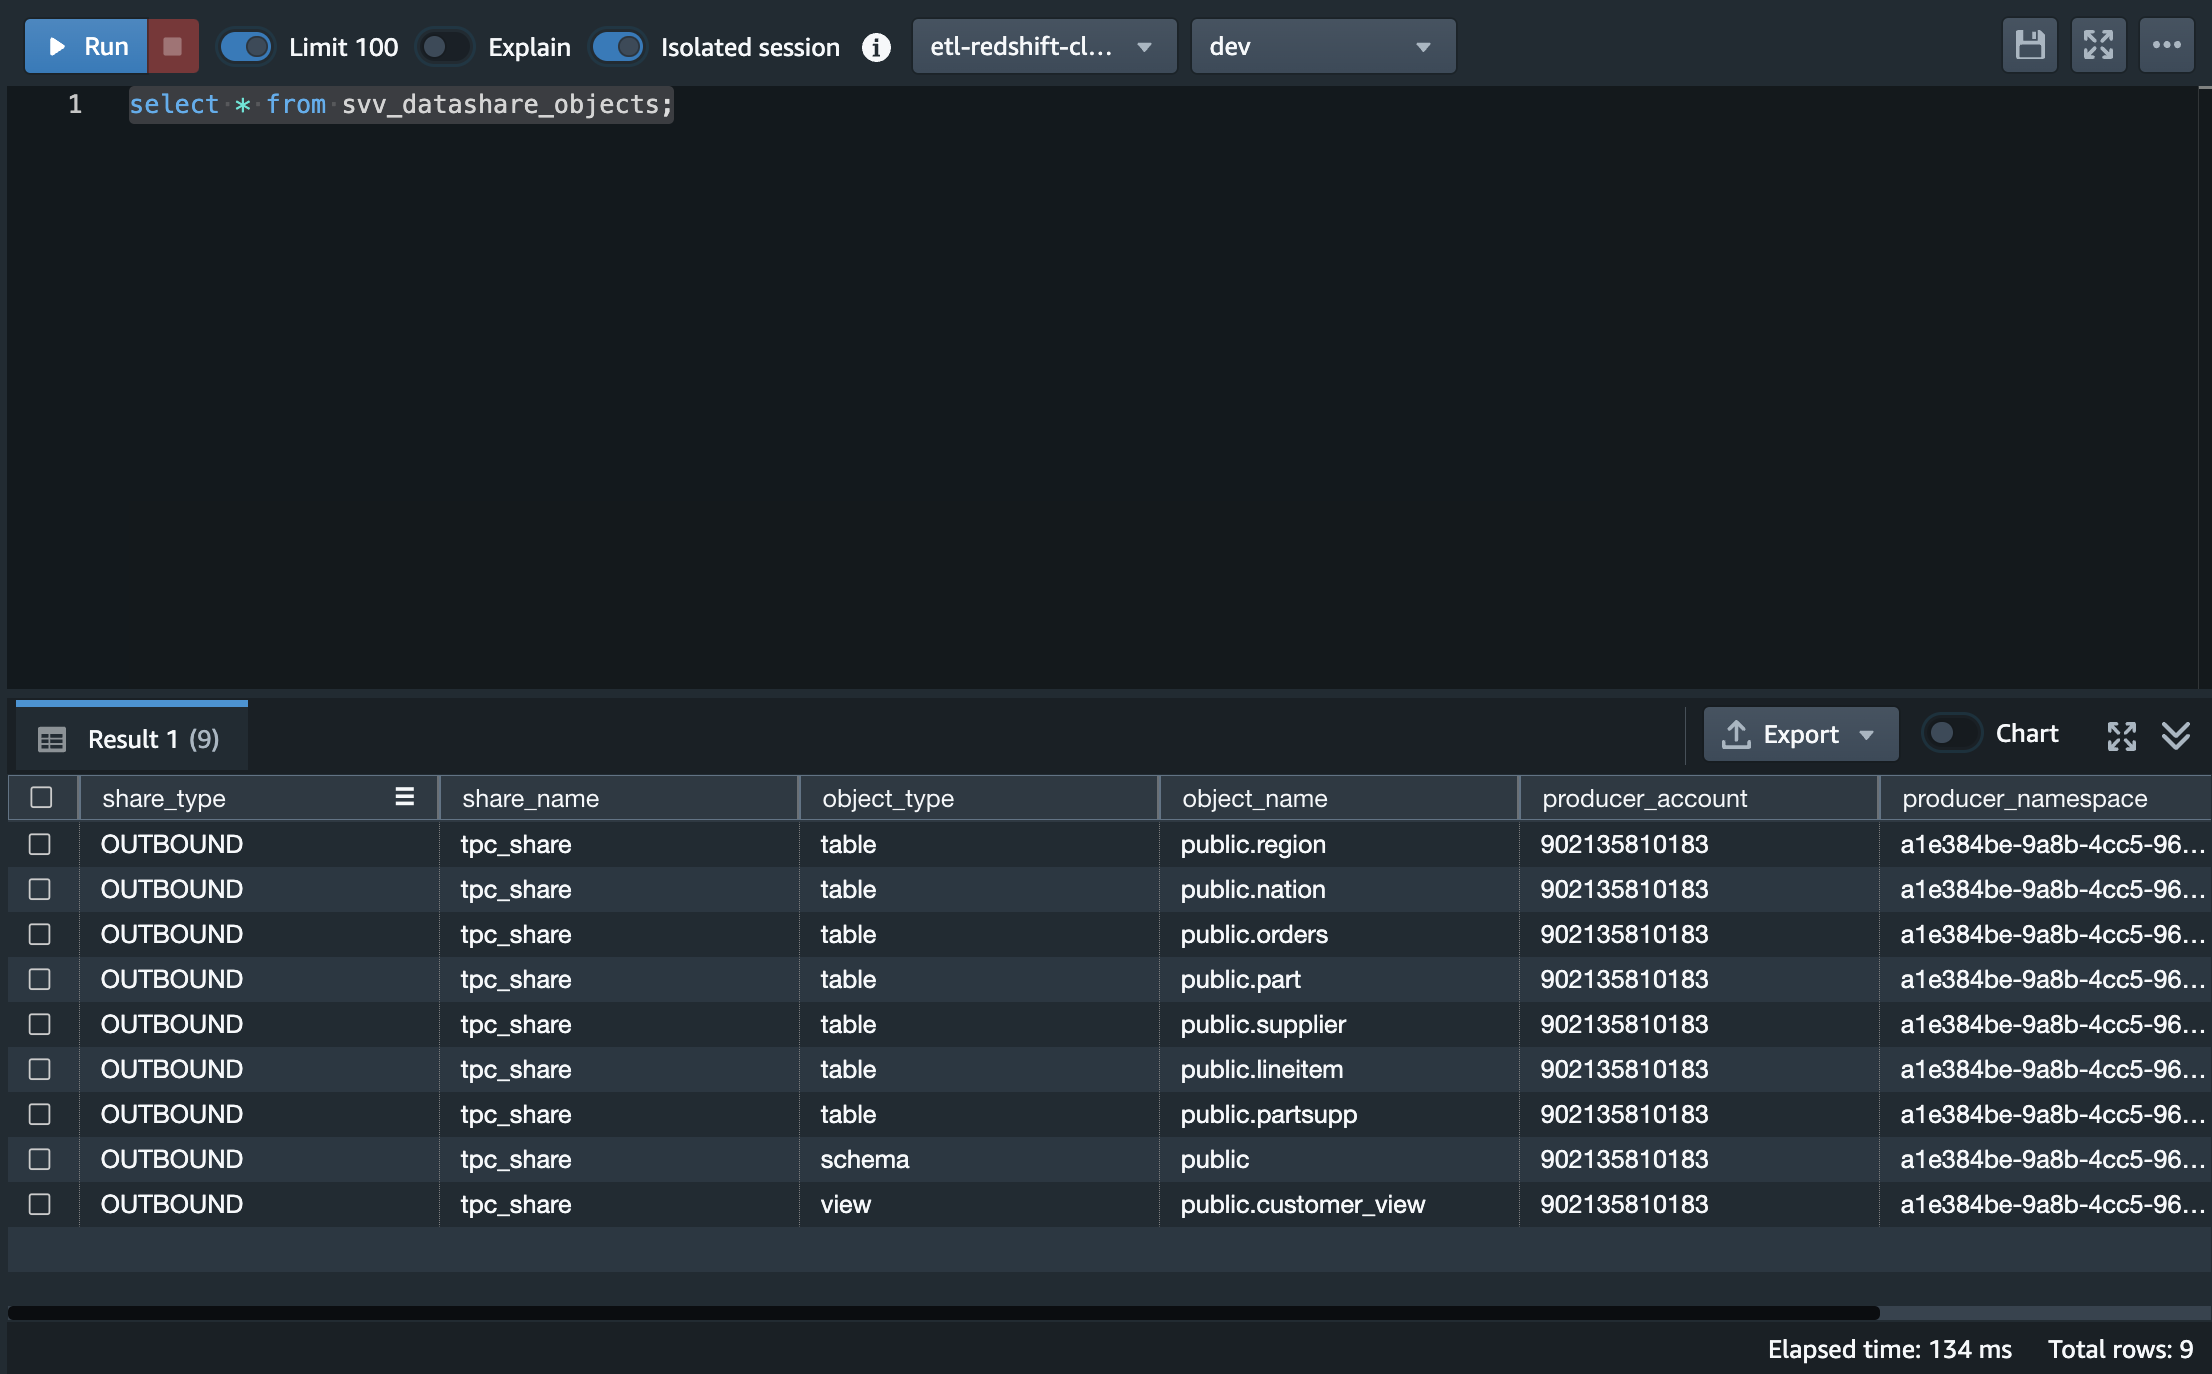 Run Limit 100 Explain Isolated session i etl-redshift-cl... dev
1 select * from svv_datashare_objects;
Result 1 (9) Export Chart
share_type share_name object_type object_name producer_account producer_namespace
OUTBOUND tpc_share table public.region 902135810183 a1e384be-9a8b-4cc5-96...
OUTBOUND tpc_share table public.nation 902135810183 a1e384be-9a8b-4cc5-96...
OUTBOUND tpc_share table public.orders 902135810183 a1e384be-9a8b-4cc5-96...
OUTBOUND tpc_share table public.part 902135810183 a1e384be-9a8b-4cc5-96...
OUTBOUND tpc_share table public.supplier 902135810183 a1e384be-9a8b-4cc5-96...
OUTBOUND tpc_share table public.lineitem 902135810183 a1e384be-9a8b-4cc5-96...
OUTBOUND tpc_share table public.partsupp 902135810183 a1e384be-9a8b-4cc5-96...
OUTBOUND tpc_share schema public 902135810183 a1e384be-9a8b-4cc5-96...
OUTBOUND tpc_share view public.customer_view 902135810183 a1e384be-9a8b-4cc5-96...
Elapsed time: 134 ms Total rows: 9